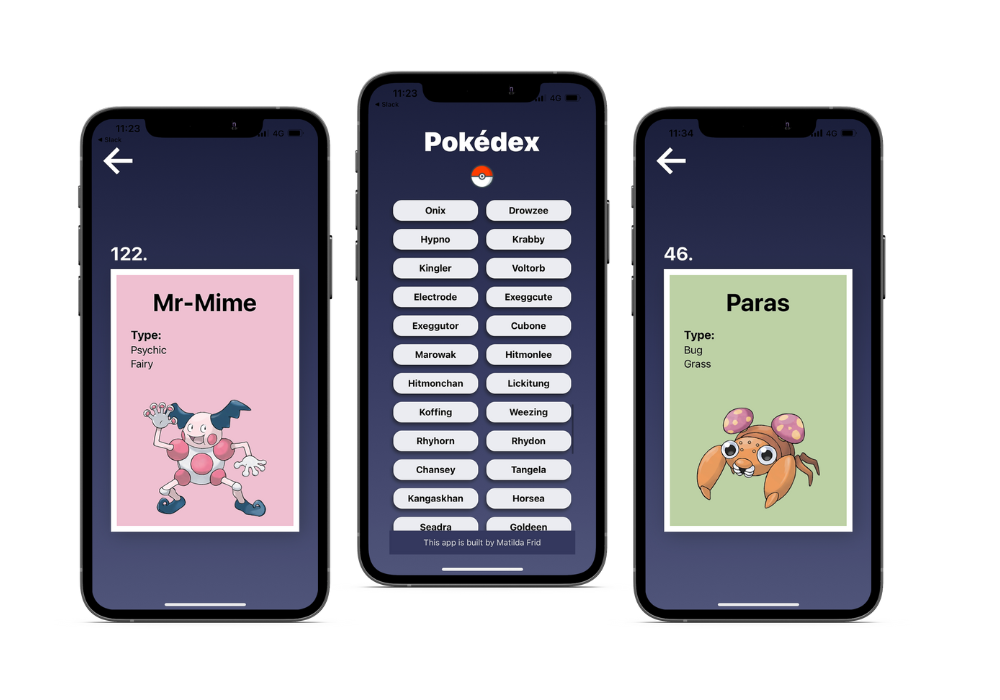 11:23
Slack
4G
122.
Mr-Mime
Type:
Psychic
Fairy
11:23
Slack
4G
Pokédex
Onix Drowzee
Hypno Krabby
Kingler Voltorb
Electrode Exeggcute
Exeggutor Cubone
Marowak Hitmonlee
Hitmonchan Lickitung
Koffing Weezing
Rhyhorn Rhydon
Chansey Tangela
Kangaskhan Horsea
Seadra Goldeen
This app is built by Matilda Frid
11:34
4G
46.
Paras
Type:
Bug
Grass